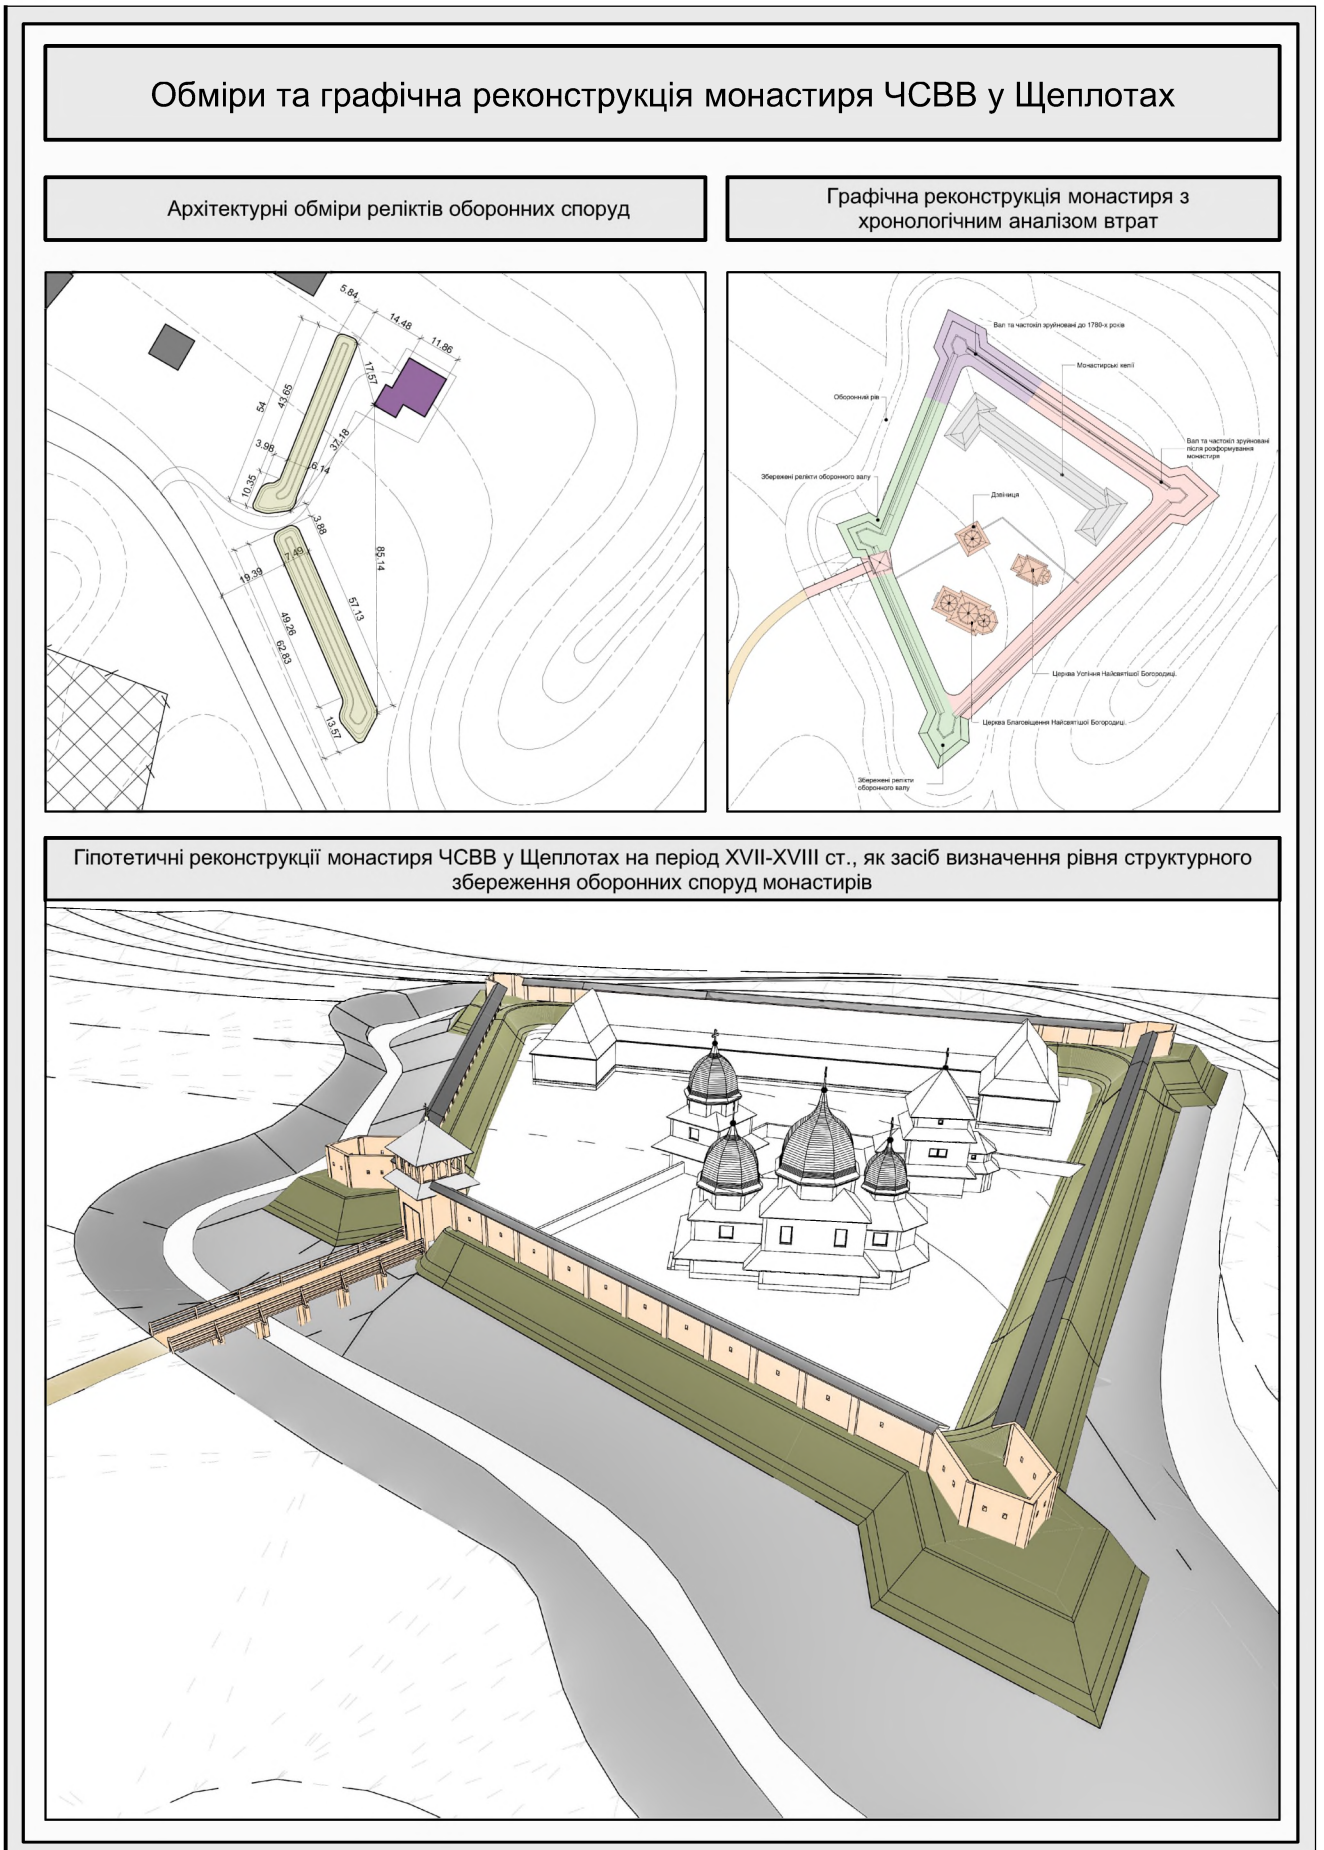 Обміри та графічна реконструкція монастиря ЧСВВ у Щеплотах
Архітектурні обміри реліктів оборонних споруд
Графічна реконструкція монастиря з
хронологічним аналізом втрат
5.84
14.48
11.86
17.57
54
43.65
37.18
3.98
6.14
10.35
3.88
7.49
19.39
85.14
57.13
49.26
62.83
13.57
Вал та частокіл зруйновані до 1780-х років
Монастирські келії
Оборонний рів
Вал та частокіл зруйновані
після розформування
монастиря
Збережені релікти оборонного валу
Дзвіниця
Церква Успіння Найсвятішої Богородиці.
Церква Благовіщення Найсвятішої Богородиці.
Збережені релікти
оборонного валу
Гіпотетичні реконструкції монастиря ЧСВВ у Щеплотах на період XVII-XVIII ст., як засіб визначення рівня структурного
збереження оборонних споруд монастирів